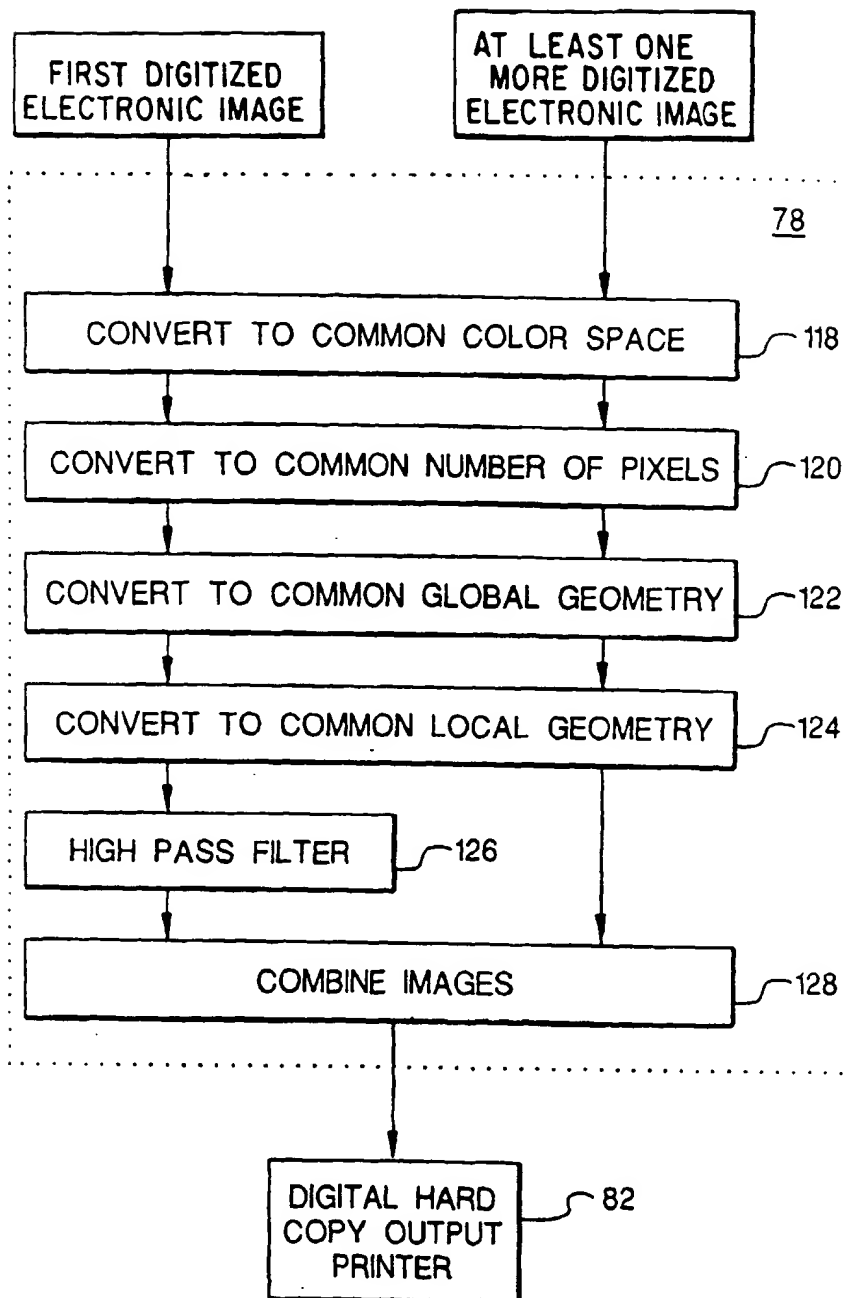 FIRST DIGITIZED
ELECTRONIC IMAGE
AT LEAST ONE
MORE DIGITIZED
ELECTRONIC IMAGE
78
CONVERT TO COMMON COLOR SPACE
118
CONVERT TO COMMON NUMBER OF PIXELS
120
CONVERT TO COMMON GLOBAL GEOMETRY
122
CONVERT TO COMMON LOCAL GEOMETRY
124
HIGH PASS FILTER
126
COMBINE IMAGES
128
DIGITAL HARD
COPY OUTPUT
PRINTER
82